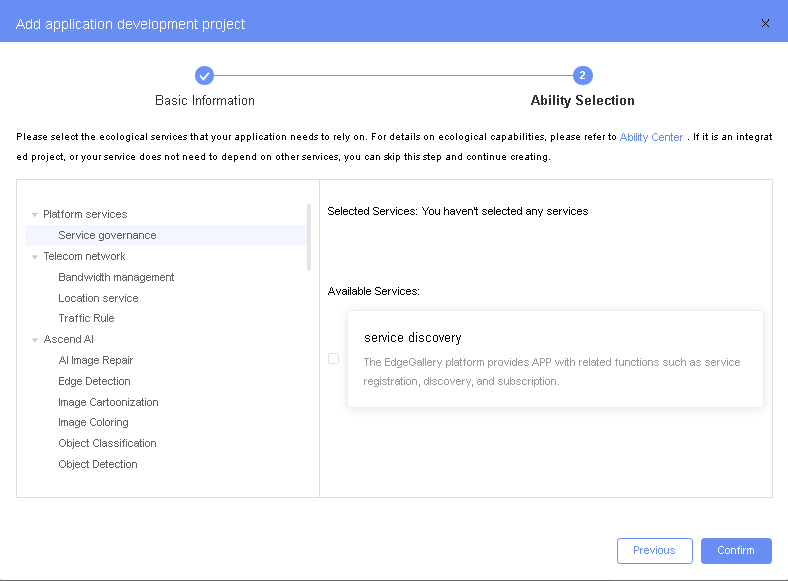 Add application development project
2
Basic Information
Ability Selection
Please select the ecological services that your application needs to rely on. For details on ecological capabilities, please refer to Ability Center . If it is an integrat
ed project, or your service does not need to depend on other services, you can skip this step and continue creating.
Platform services
Service governance
Telecom network
Bandwidth management
Location service
Traffic Rule
Ascend AI
AI Image Repair
Edge Detection
Image Cartoonization
Image Coloring
Object Classification
Object Detection
Selected Services: You haven't selected any services
Available Services:
service discovery
The EdgeGallery platform provides APP with related functions such as service
registration, discovery, and subscription.
Previous
Confirm